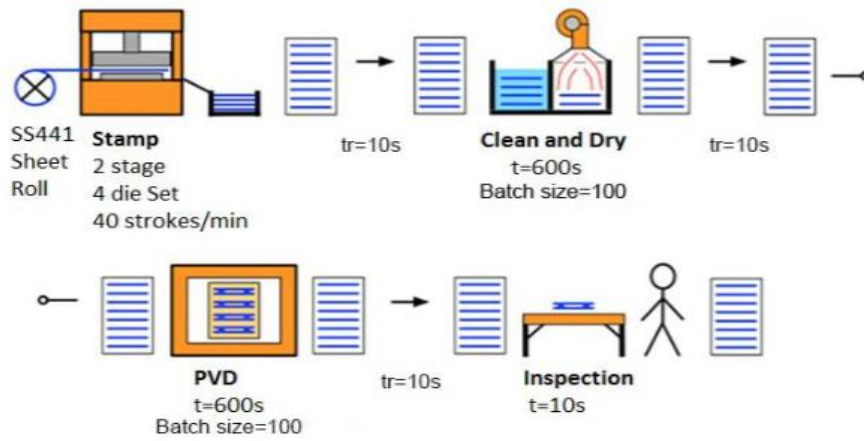 SS441
Sheet
Roll
Stamp
2 stage
4 die Set
40 strokes/min
tr=10s
Clean and Dry
t=600s
Batch size=100
tr=10s
PVD
t=600s
Batch size=100
tr=10s
Inspection
t=10s